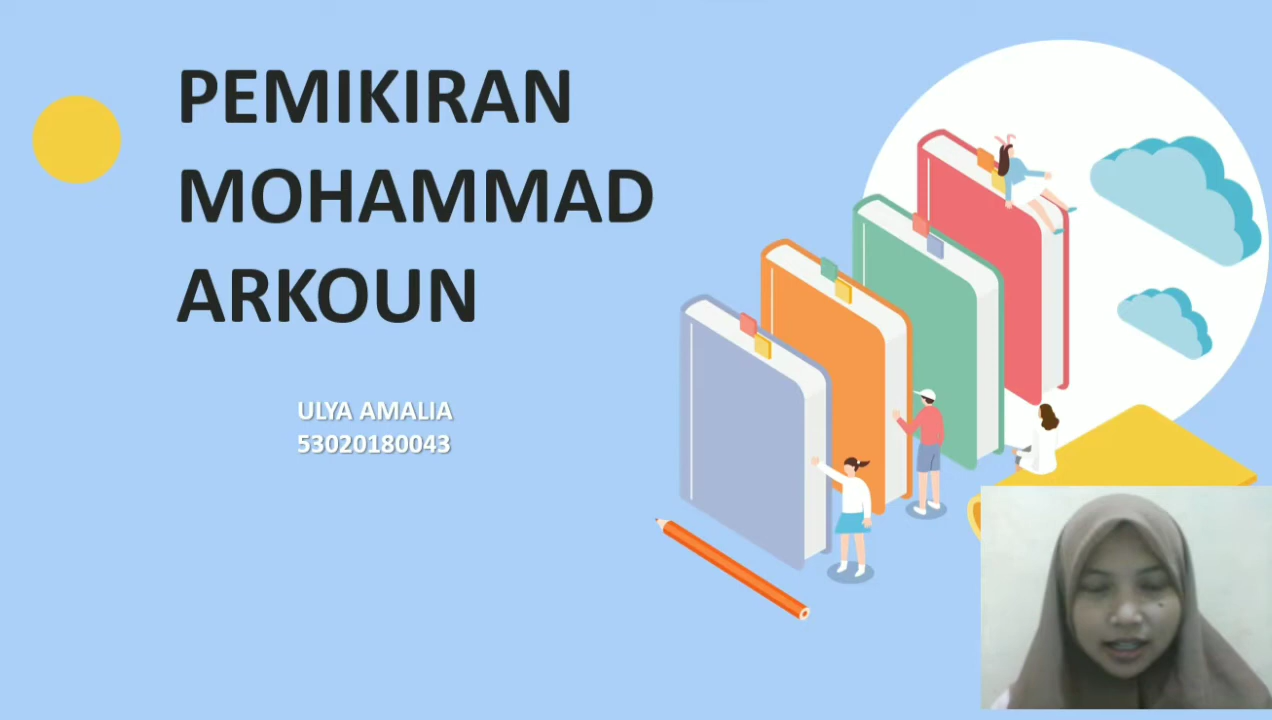 PEMIKIRAN
MOHAMMAD
ARKOUN
ULYA AMALIA
53020180043